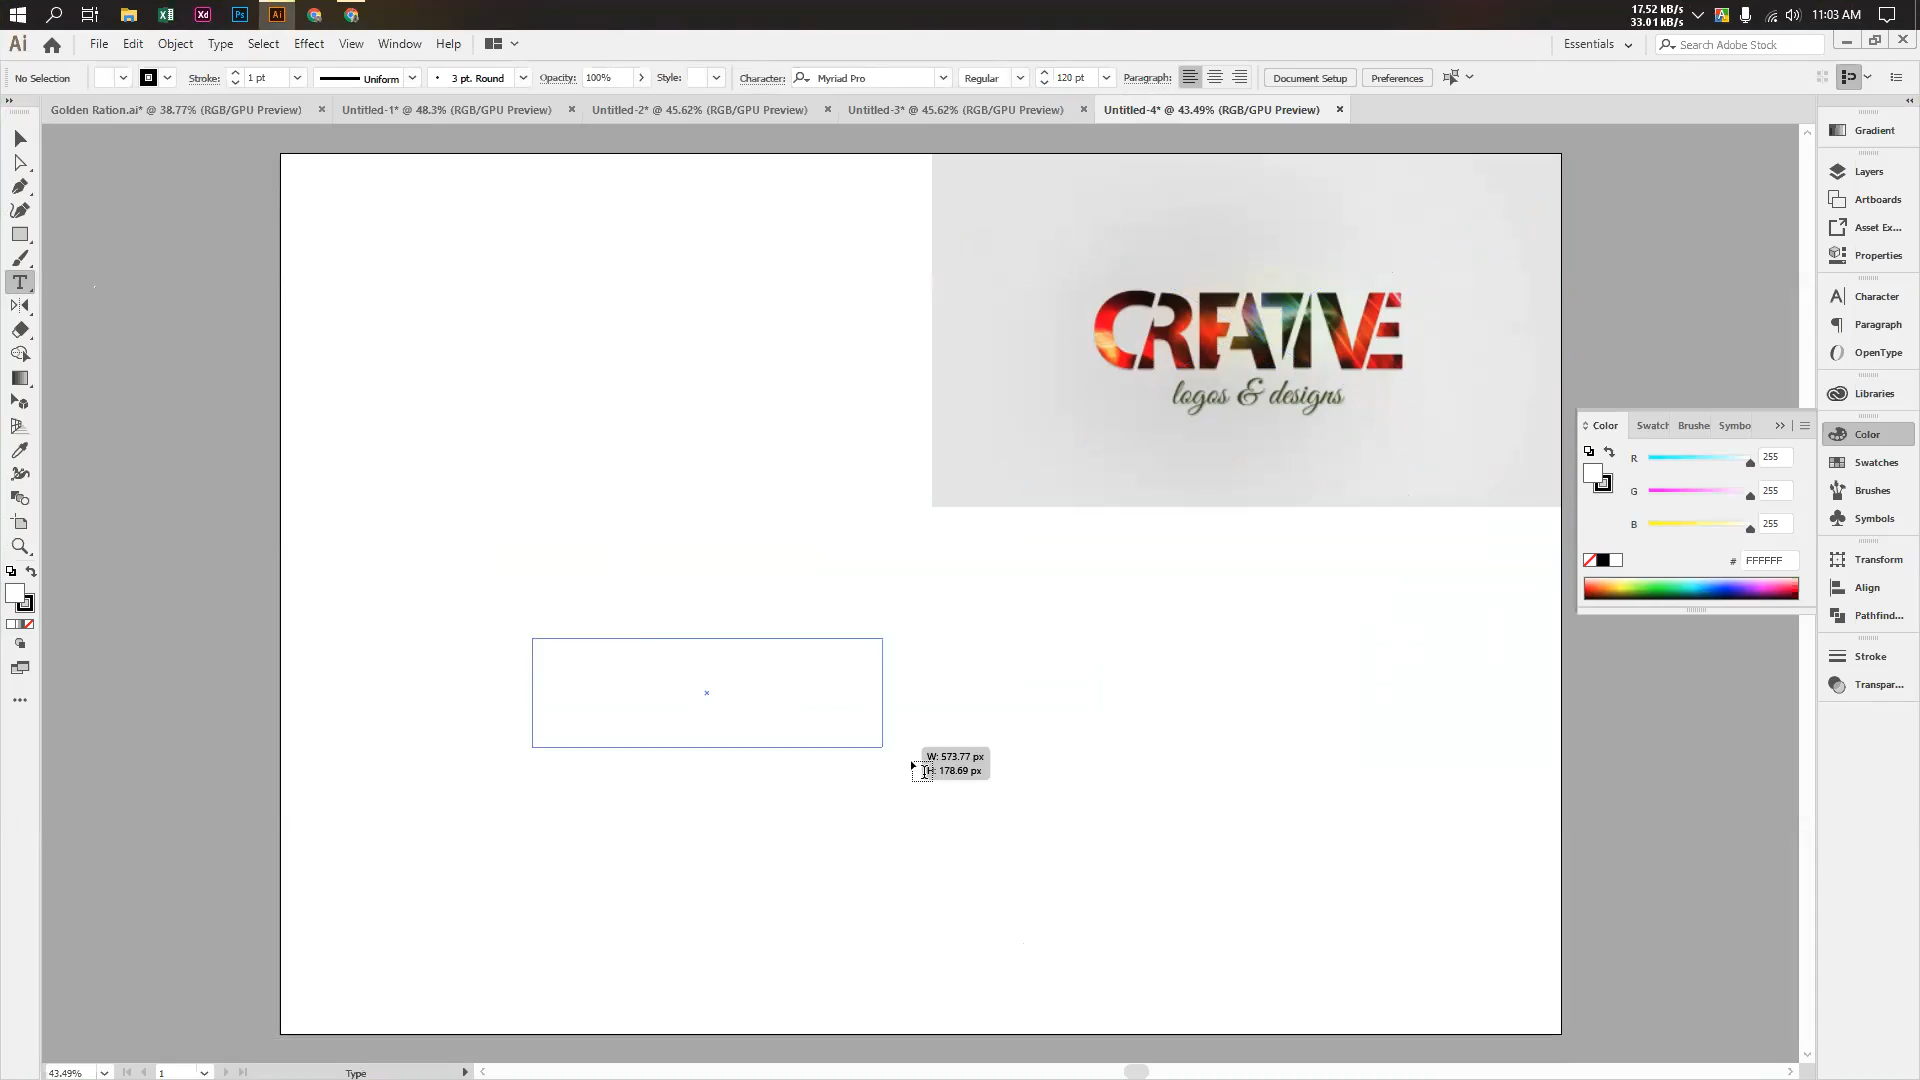 17.52 kB/s
33.01 kB/s
11:03 AM
Xd
Ps
Ai
Ai File Edit Object Type Select Effect View Window Help
Essentials
Search Adobe Stock
No Selection
Stroke: 1 pt
Uniform
3 pt. Round
Opacity: 100%
Style:
Character: Myriad Pro
Regular
120 pt
Paragraph:
Document Setup
Preferences
Golden Ration.ai* @ 38.77% (RGB/GPU Preview)
Untitled-1* @ 48.3% (RGB/GPU Preview)
Untitled-2* @ 45.62% (RGB/GPU Preview)
Untitled-3* @ 45.62% (RGB/GPU Preview)
Untitled-4* @ 43.49% (RGB/GPU Preview)
CREATIVE
logos & designs
W: 573.77 px
H: 178.69 px
Color Swatch Brushe Symbo
R 255
G 255
B 255
# FFFFFF
Gradient
Layers
Artboards
Asset Ex...
Properties
Character
Paragraph
OpenType
Libraries
Color
Swatches
Brushes
Symbols
Transform
Align
Pathfind...
Stroke
Transpar...
43.49%
1
Type